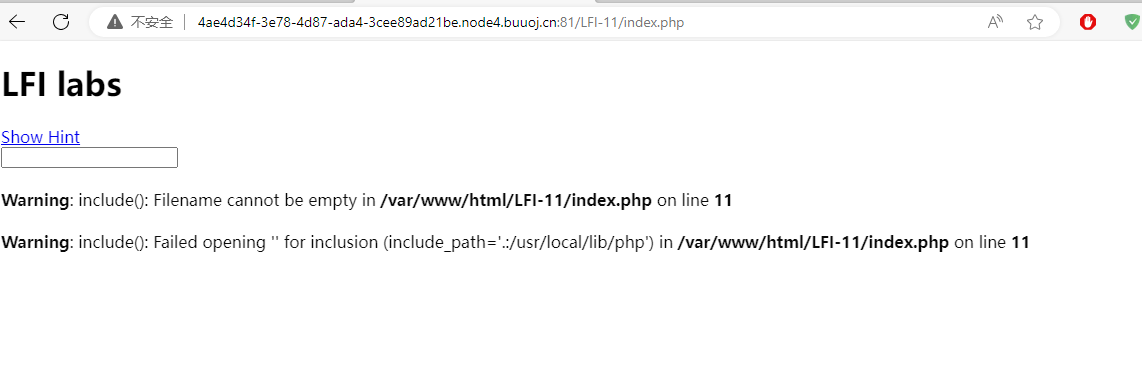 不安全 4ae4d34f-3e78-4d87-ada4-3cee89ad21be.node4.buuoj.cn:81/LFI-11/index.php
LFI labs
Show Hint
Warning: include(): Filename cannot be empty in /var/www/html/LFI-11/index.php on line 11
Warning: include(): Failed opening '' for inclusion (include_path='.:/usr/local/lib/php') in /var/www/html/LFI-11/index.php on line 11